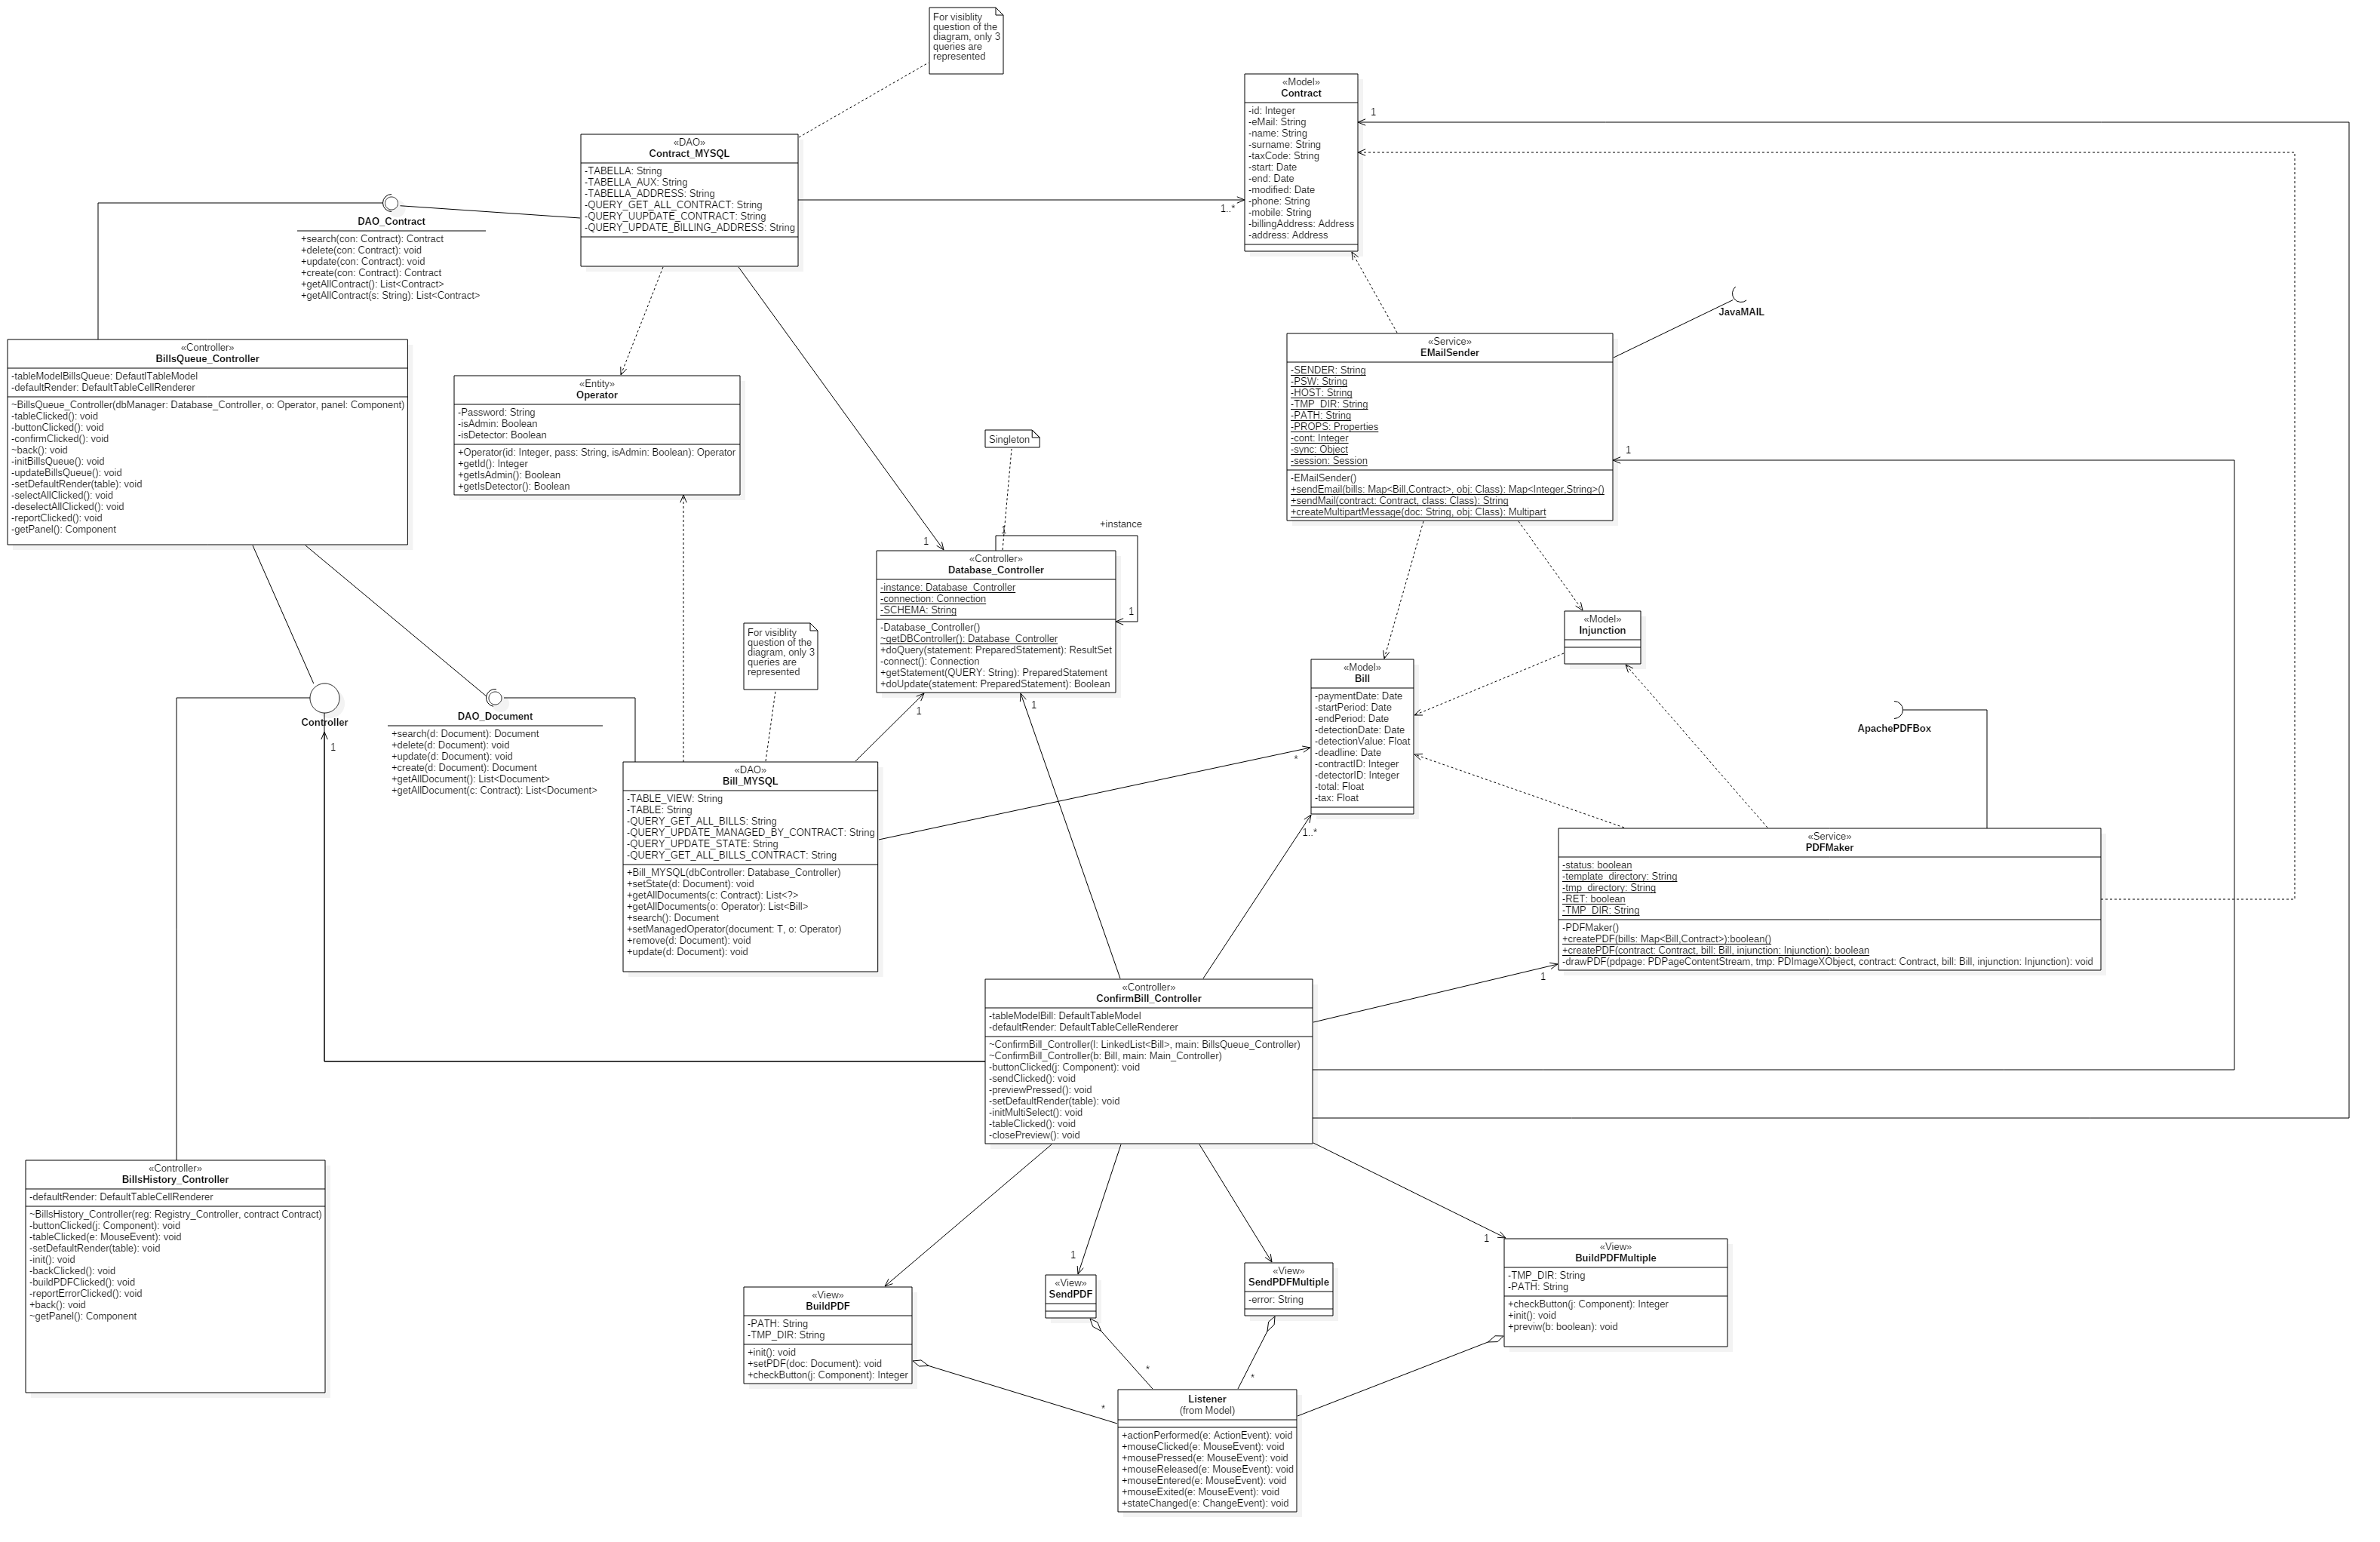 For visiblity
question of the
diagram, only 3
queries are
represented
«Model»
Contract
-id: Integer
-eMail: String
-name: String
-surname: String
-taxCode: String
-start: Date
-end: Date
-modified: Date
-phone: String
-mobile: String
-billingAddress: Address
-address: Address
1
1..*
«DAO»
Contract_MYSQL
-TABELLA: String
-TABELLA_AUX: String
-TABELLA_ADDRESS: String
-QUERY_GET_ALL_CONTRACT: String
-QUERY_UUPDATE_CONTRACT: String
-QUERY_UPDATE_BILLING_ADDRESS: String
DAO_Contract
+search(con: Contract): Contract
+delete(con: Contract): void
+update(con: Contract): void
+create(con: Contract): Contract
+getAllContract(): List<Contract>
+getAllContract(s: String): List<Contract>
JavaMAIL
«Controller»
BillsQueue_Controller
-tableModelBillsQueue: DefautlTableModel
-defaultRender: DefaultTableCellRenderer
~BillsQueue_Controller(dbManager: Database_Controller, o: Operator, panel: Component)
-tableClicked(): void
-buttonClicked(): void
-confirmClicked(): void
~back(): void
-initBillsQueue(): void
-updateBillsQueue(): void
-setDefaultRender(table): void
-selectAllClicked(): void
-deselectAllClicked(): void
-reportClicked(): void
-getPanel(): Component
«Entity»
Operator
-Password: String
-isAdmin: Boolean
-isDetector: Boolean
+Operator(id: Integer, pass: String, isAdmin: Boolean): Operator
+getId(): Integer
+getIsAdmin(): Boolean
+getIsDetector(): Boolean
«Service»
EMailSender
-SENDER: String
-PSW: String
-HOST: String
-TMP_DIR: String
-PATH: String
-PROPS: Properties
-cont: Integer
-sync: Object
-session: Session
-EMailSender()
+sendEmail(bills: Map<Bill,Contract>, obj: Class): Map<Integer,String>()
+sendMail(contract: Contract, class: Class): String
+createMultipartMessage(doc: String, obj: Class): Multipart
1
Singleton
+instance
1
1
1
«Controller»
Database_Controller
-instance: Database_Controller
-connection: Connection
-SCHEMA: String
-Database_Controller()
~getDBController(): Database_Controller
+doQuery(statement: PreparedStatement): ResultSet
-connect(): Connection
+getStatement(QUERY: String): PreparedStatement
+doUpdate(statement: PreparedStatement): Boolean
1
1
For visiblity
question of the
diagram, only 3
queries are
represented
«Model»
Injunction
«Model»
Bill
-paymentDate: Date
-startPeriod: Date
-endPeriod: Date
-detectionDate: Date
-detectionValue: Float
-deadline: Date
-contractID: Integer
-detectorID: Integer
-total: Float
-tax: Float
*
1..*
ApachePDFBox
Controller
1
DAO_Document
+search(d: Document): Document
+delete(d: Document): void
+update(d: Document): void
+create(d: Document): Document
+getAllDocument(): List<Document>
+getAllDocument(c: Contract): List<Document>
«DAO»
Bill_MYSQL
-TABLE_VIEW: String
-TABLE: String
-QUERY_GET_ALL_BILLS: String
-QUERY_UPDATE_MANAGED_BY_CONTRACT: String
-QUERY_UPDATE_STATE: String
-QUERY_GET_ALL_BILLS_CONTRACT: String
+Bill_MYSQL(dbController: Database_Controller)
+setState(d: Document): void
+getAllDocuments(c: Contract): List<?>
+getAllDocuments(o: Operator): List<Bill>
+search(): Document
+setManagedOperator(document: T, o: Operator)
+remove(d: Document): void
+update(d: Document): void
«Service»
PDFMaker
-status: boolean
-template_directory: String
-tmp_directory: String
-RET: boolean
-TMP_DIR: String
-PDFMaker()
+createPDF(bills: Map<Bill,Contract>):boolean()
+createPDF(contract: Contract, bill: Bill, injunction: Injunction): boolean
-drawPDF(pdpage: PDPageContentStream, tmp: PDImageXObject, contract: Contract, bill: Bill, injunction: Injunction): void
1
«Controller»
ConfirmBill_Controller
-tableModelBill: DefaultTableModel
-defaultRender: DefaultTableCelleRenderer
~ConfirmBill_Controller(l: LinkedList<Bill>, main: BillsQueue_Controller)
~ConfirmBill_Controller(b: Bill, main: Main_Controller)
-buttonClicked(j: Component): void
-sendClicked(): void
-previewPressed(): void
-setDefaultRender(table): void
-initMultiSelect(): void
-tableClicked(): void
-closePreview(): void
«Controller»
BillsHistory_Controller
-defaultRender: DefaultTableCellRenderer
~BillsHistory_Controller(reg: Registry_Controller, contract Contract)
-buttonClicked(j: Component): void
-tableClicked(e: MouseEvent): void
-setDefaultRender(table): void
-init(): void
-backClicked(): void
-buildPDFClicked(): void
-reportErrorClicked(): void
+back(): void
~getPanel(): Component
«View»
BuildPDF
-PATH: String
-TMP_DIR: String
+init(): void
+setPDF(doc: Document): void
+checkButton(j: Component): Integer
1
«View»
SendPDF
«View»
SendPDFMultiple
-error: String
1
«View»
BuildPDFMultiple
-TMP_DIR: String
-PATH: String
+checkButton(j: Component): Integer
+init(): void
+previw(b: boolean): void
*
*
*
Listener
(from Model)
+actionPerformed(e: ActionEvent): void
+mouseClicked(e: MouseEvent): void
+mousePressed(e: MouseEvent): void
+mouseReleased(e: MouseEvent): void
+mouseEntered(e: MouseEvent): void
+mouseExited(e: MouseEvent): void
+stateChanged(e: ChangeEvent): void